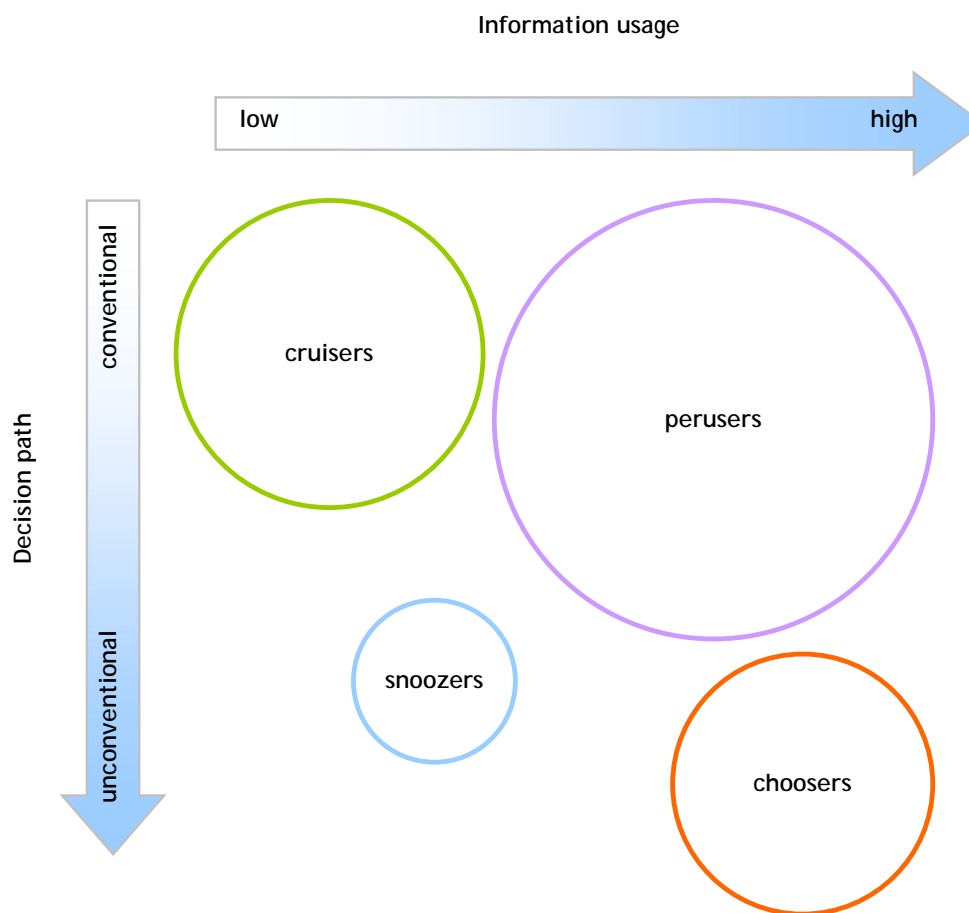 Information usage
low
high
conventional
cruisers
perusers
Decision path
unconventional
snoozers
choosers